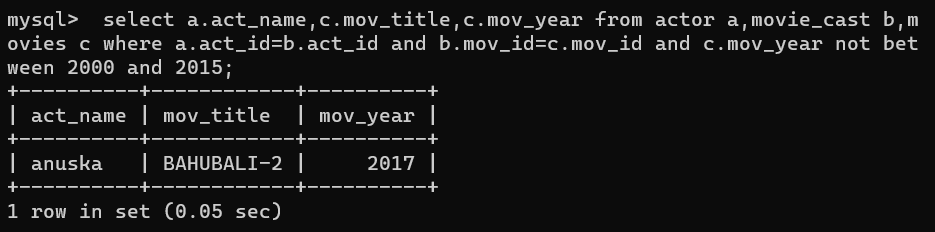 mysql>  select a.act_name,c.mov_title,c.mov_year from actor a,movie_cast b,m
ovies c where a.act_id=b.act_id and b.mov_id=c.mov_id and c.mov_year not bet
ween 2000 and 2015;
+----------+------------+----------+
| act_name | mov_title  | mov_year |
+----------+------------+----------+
| anuska   | BAHUBALI-2 |     2017 |
+----------+------------+----------+
1 row in set (0.05 sec)